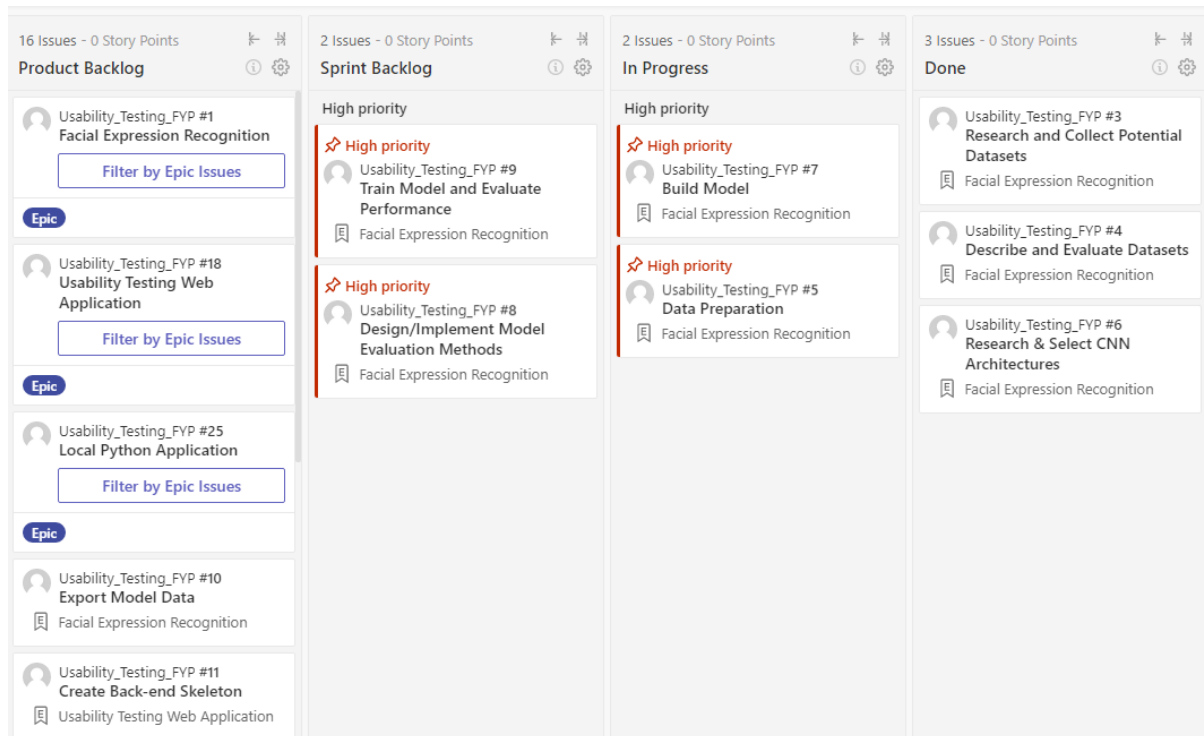 16 Issues - 0 Story Points
Product Backlog
Usability_Testing_FYP #1
Facial Expression Recognition
Filter by Epic Issues
Epic
Usability_Testing_FYP #18
Usability Testing Web
Application
Filter by Epic Issues
Epic
Usability_Testing_FYP #25
Local Python Application
Filter by Epic Issues
Epic
Usability_Testing_FYP #10
Export Model Data
E Facial Expression Recognition
Usability_Testing_FYP #11
Create Back-end Skeleton
E Usability Testing Web Application
2 Issues - 0 Story Points
Sprint Backlog
High priority
High priority
Usability_Testing_FYP #9
Train Model and Evaluate
Performance
E Facial Expression Recognition
High priority
Usability_Testing_FYP #8
Design/Implement Model
Evaluation Methods
E Facial Expression Recognition
2 Issues - 0 Story Points
In Progress
High priority
High priority
Usability_Testing_FYP #7
Build Model
E Facial Expression Recognition
High priority
Usability_Testing_FYP #5
Data Preparation
E Facial Expression Recognition
3 Issues - 0 Story Points
Done
Usability_Testing_FYP #3
Research and Collect Potential
Datasets
E Facial Expression Recognition
Usability_Testing_FYP #4
Describe and Evaluate Datasets
E Facial Expression Recognition
Usability_Testing_FYP #6
Research & Select CNN
Architectures
E Facial Expression Recognition